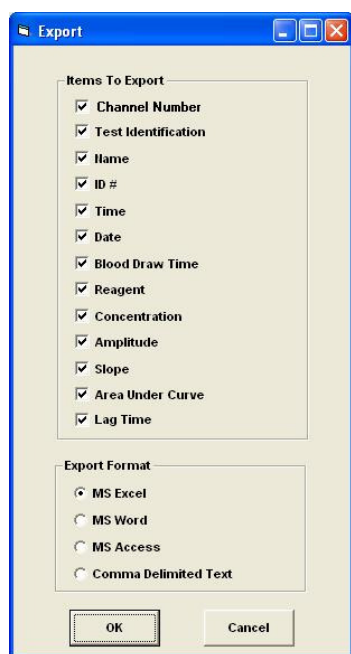 Export
Items To Export
Channel Number
Test Identification
Name
ID #
Time
Date
Blood Draw Time
Reagent
Concentration
Amplitude
Slope
Area Under Curve
Lag Time
Export Format
MS Excel
MS Word
MS Access
Comma Delimited Text
OK Cancel